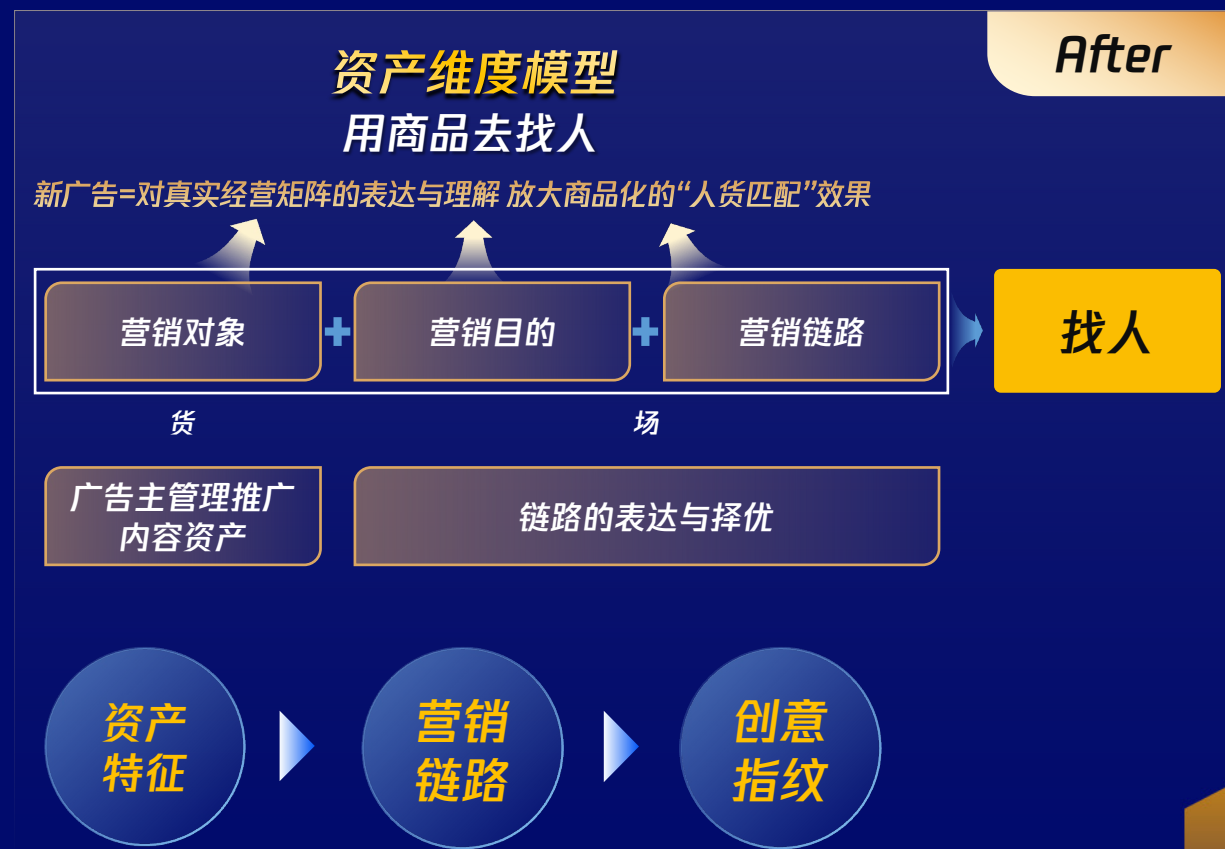 After
资产维度模型
用商品去找人
新广告=对真实经营矩阵的表达与理解 放大商品化的“人货匹配”效果
营销对象
营销目的
营销链路
找人
货
场
广告主管理推广
内容资产
链路的表达与择优
资产
特征
营销
链路
创意
指纹